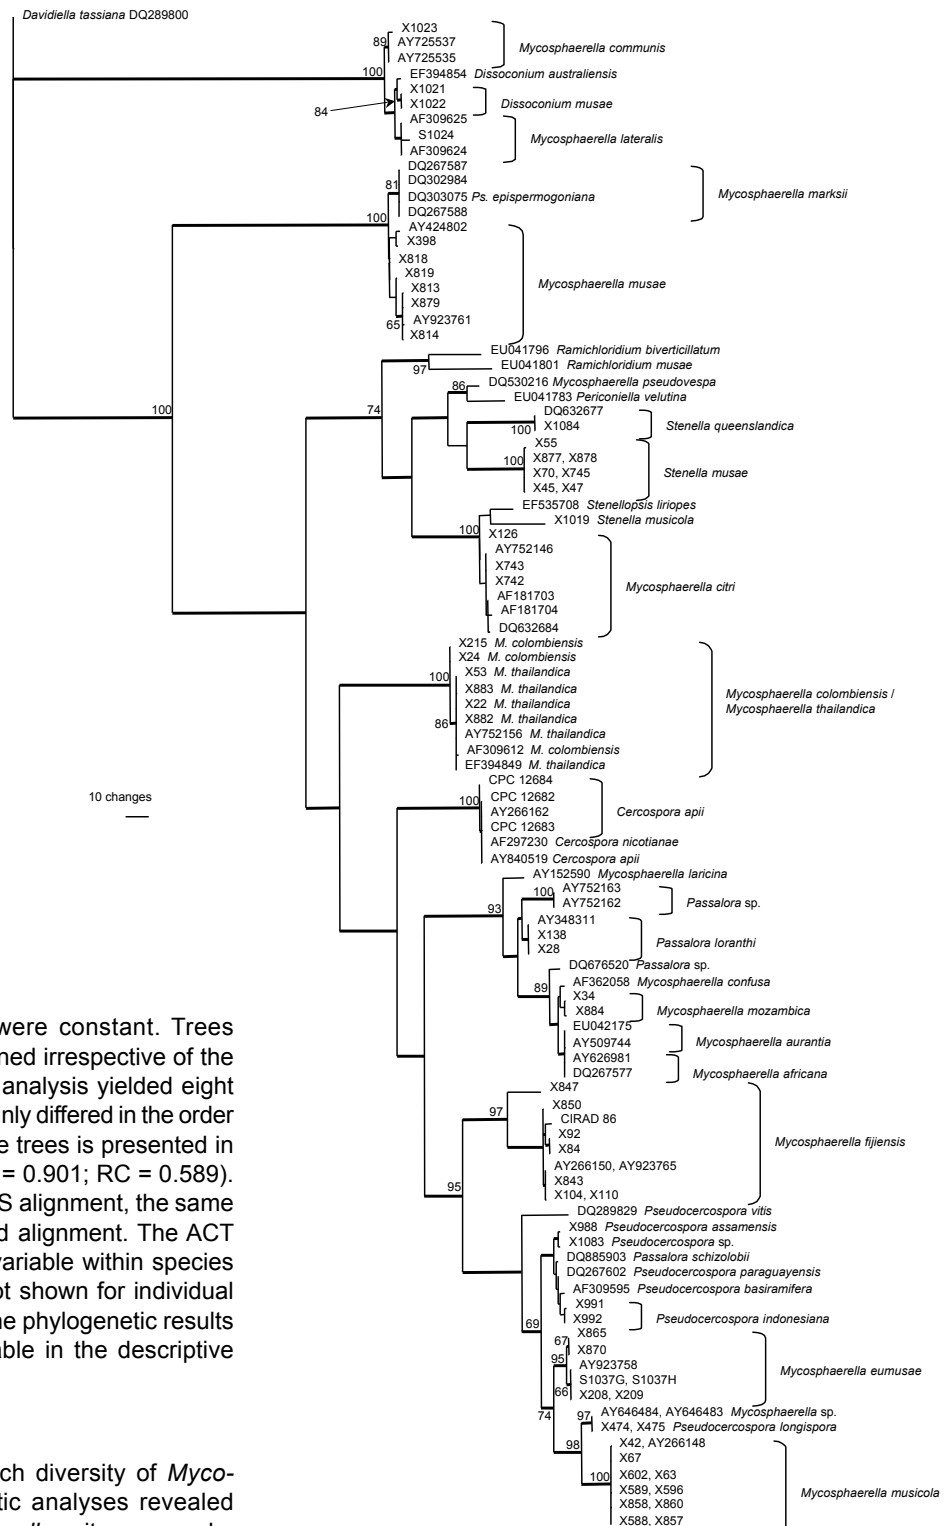 Davidiella tassiana DQ289800
X1023
89
AY725537
Mycosphaerella communis
AY725535
100
EF394854 Dissoconium australiensis
X1021
X1022
Dissoconium musae
84
AF309625
S1024
Mycosphaerella lateralis
AF309624
DQ267587
81
DQ302984
DQ303075 Ps. epispermogoniana
Mycosphaerella marksii
DQ267588
100
AY424802
X398
X818
X819
X813
Mycosphaerella musae
X879
AY923761
65
X814
EU041796 Ramichloridium biverticillatum
97
EU041801 Ramichloridium musae
86
DQ530216 Mycosphaerella pseudovespa
EU041783 Periconiella velutina
100
74
DQ632677
100
X1084
Stenella queenslandica
X55
100
X877, X878
X70, X745
Stenella musae
X45, X47
EF535708 Stenellopsis liriopes
X1019 Stenella musicola
100
X126
AY752146
X743
X742
Mycosphaerella citri
AF181703
AF181704
DQ632684
X215 M. colombiensis
X24 M. colombiensis
100
X53 M. thailandica
X883 M. thailandica
Mycosphaerella colombiensis /
X22 M. thailandica
Mycosphaerella thailandica
86
X882 M. thailandica
AY752156 M. thailandica
AF309612 M. colombiensis
EF394849 M. thailandica
CPC 12684
10 changes
100
CPC 12682
AY266162
Cercospora apii
CPC 12683
AF297230 Cercospora nicotianae
AY840519 Cercospora apii
AY152590 Mycosphaerella laricina
100
AY752163
93
AY752162
Passalora sp.
AY348311
X138
Passalora loranthi
X28
DQ676520 Passalora sp.
89
AF362058 Mycosphaerella confusa
X34
X884
Mycosphaerella mozambica
EU042175
AY509744
Mycosphaerella aurantia
AY626981
DQ267577
Mycosphaerella africana
X847
97
X850
CIRAD 86
X92
X84
Mycosphaerella fijiensis
AY266150, AY923765
X843
95
X104, X110
DQ289829 Pseudocercospora vitis
X988 Pseudocercospora assamensis
X1083 Pseudocercospora sp.
DQ885903 Passalora schizolobii
DQ267602 Pseudocercospora paraguayensis
AF309595 Pseudocercospora basiramifera
X991
69
X992
Pseudocercospora indonesiana
X865
67
X870
95
AY923758
Mycosphaerella eumusae
S1037G, S1037H
66
X208, X209
74
97
AY646484, AY646483 Mycosphaerella sp.
X474, X475 Pseudocercospora longispora
98
X42, AY266148
X67
100
X602, X63
X589, X596
Mycosphaerella musicola
X858, X860
X588, X857
were constant. Trees
ned irrespective of the
analysis yielded eight
nly differed in the order
e trees is presented in
= 0.901; RC = 0.589).
S alignment, the same
d alignment. The ACT
variable within species
ot shown for individual
he phylogenetic results
able in the descriptive
ch diversity of Myco-
tic analyses revealed